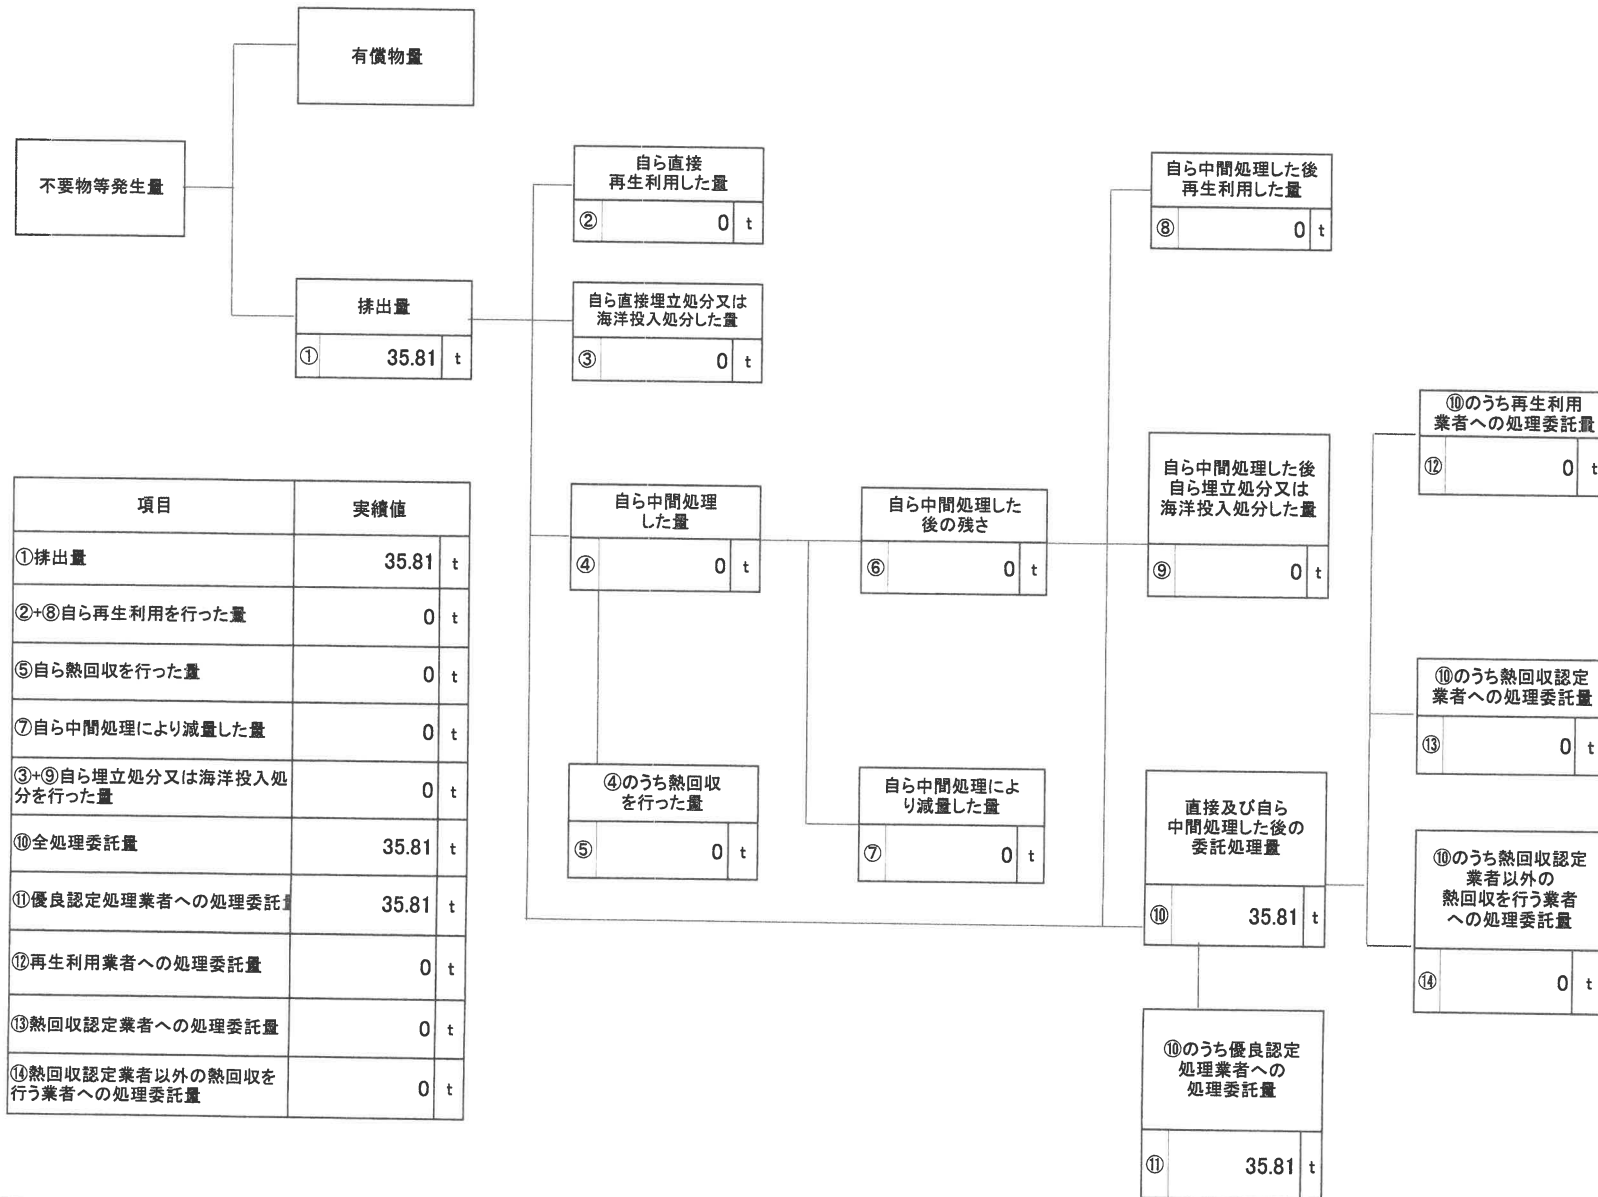 有償物量
不要物等発生量
排出量
① 35.81 t
自ら直接
再生利用した量
② 0 t
自ら直接埋立処分又は
海洋投入処分した量
③ 0 t
自ら中間処理
した量
④ 0 t
④のうち熱回収
を行った量
⑤ 0 t
自ら中間処理した
後の残さ
⑥ 0 t
自ら中間処理によ
り減量した量
⑦ 0 t
自ら中間処理した後
再生利用した量
⑧ 0 t
自ら中間処理した後
自ら埋立処分又は
海洋投入処分した量
⑨ 0 t
直接及び自ら
中間処理した後の
委託処理量
⑩ 35.81 t
⑩のうち優良認定
処理業者への
処理委託量
⑪ 35.81 t
⑩のうち再生利用
業者への処理委託量
⑫ 0 t
⑩のうち熱回収認定
業者への処理委託量
⑬ 0 t
⑩のうち熱回収認定
業者以外の
熱回収を行う業者
への処理委託量
⑭ 0 t
項目 実績値
①排出量 35.81 t
②+⑧自ら再生利用を行った量 0 t
⑤自ら熱回収を行った量 0 t
⑦自ら中間処理により減量した量 0 t
③+⑨自ら埋立処分又は海洋投入処
分を行った量 0 t
⑩全処理委託量 35.81 t
⑪優良認定処理業者への処理委託 35.81 t
⑫再生利用業者への処理委託量 0 t
⑬熱回収認定業者への処理委託量 0 t
⑭熱回収認定業者以外の熱回収を
行う業者への処理委託量 0 t